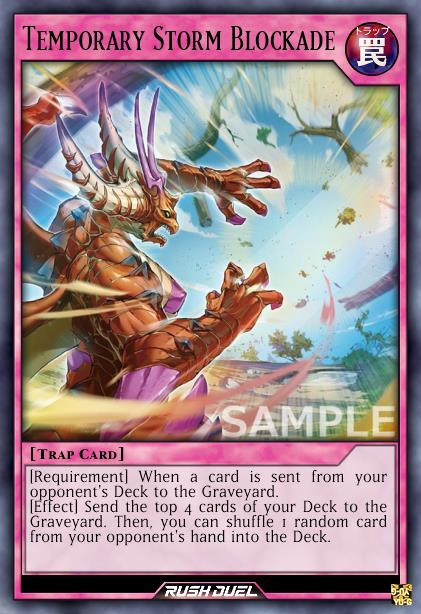 Temporary Storm Blockade
トラップ
罠
SAMPLE
[Trap Card]
[Requirement] When a card is sent from your
opponent's Deck to the Graveyard.
[Effect] Send the top 4 cards of your Deck to the
Graveyard. Then, you can shuffle 1 random card
from your opponent's hand into the Deck.
RUSH DUEL